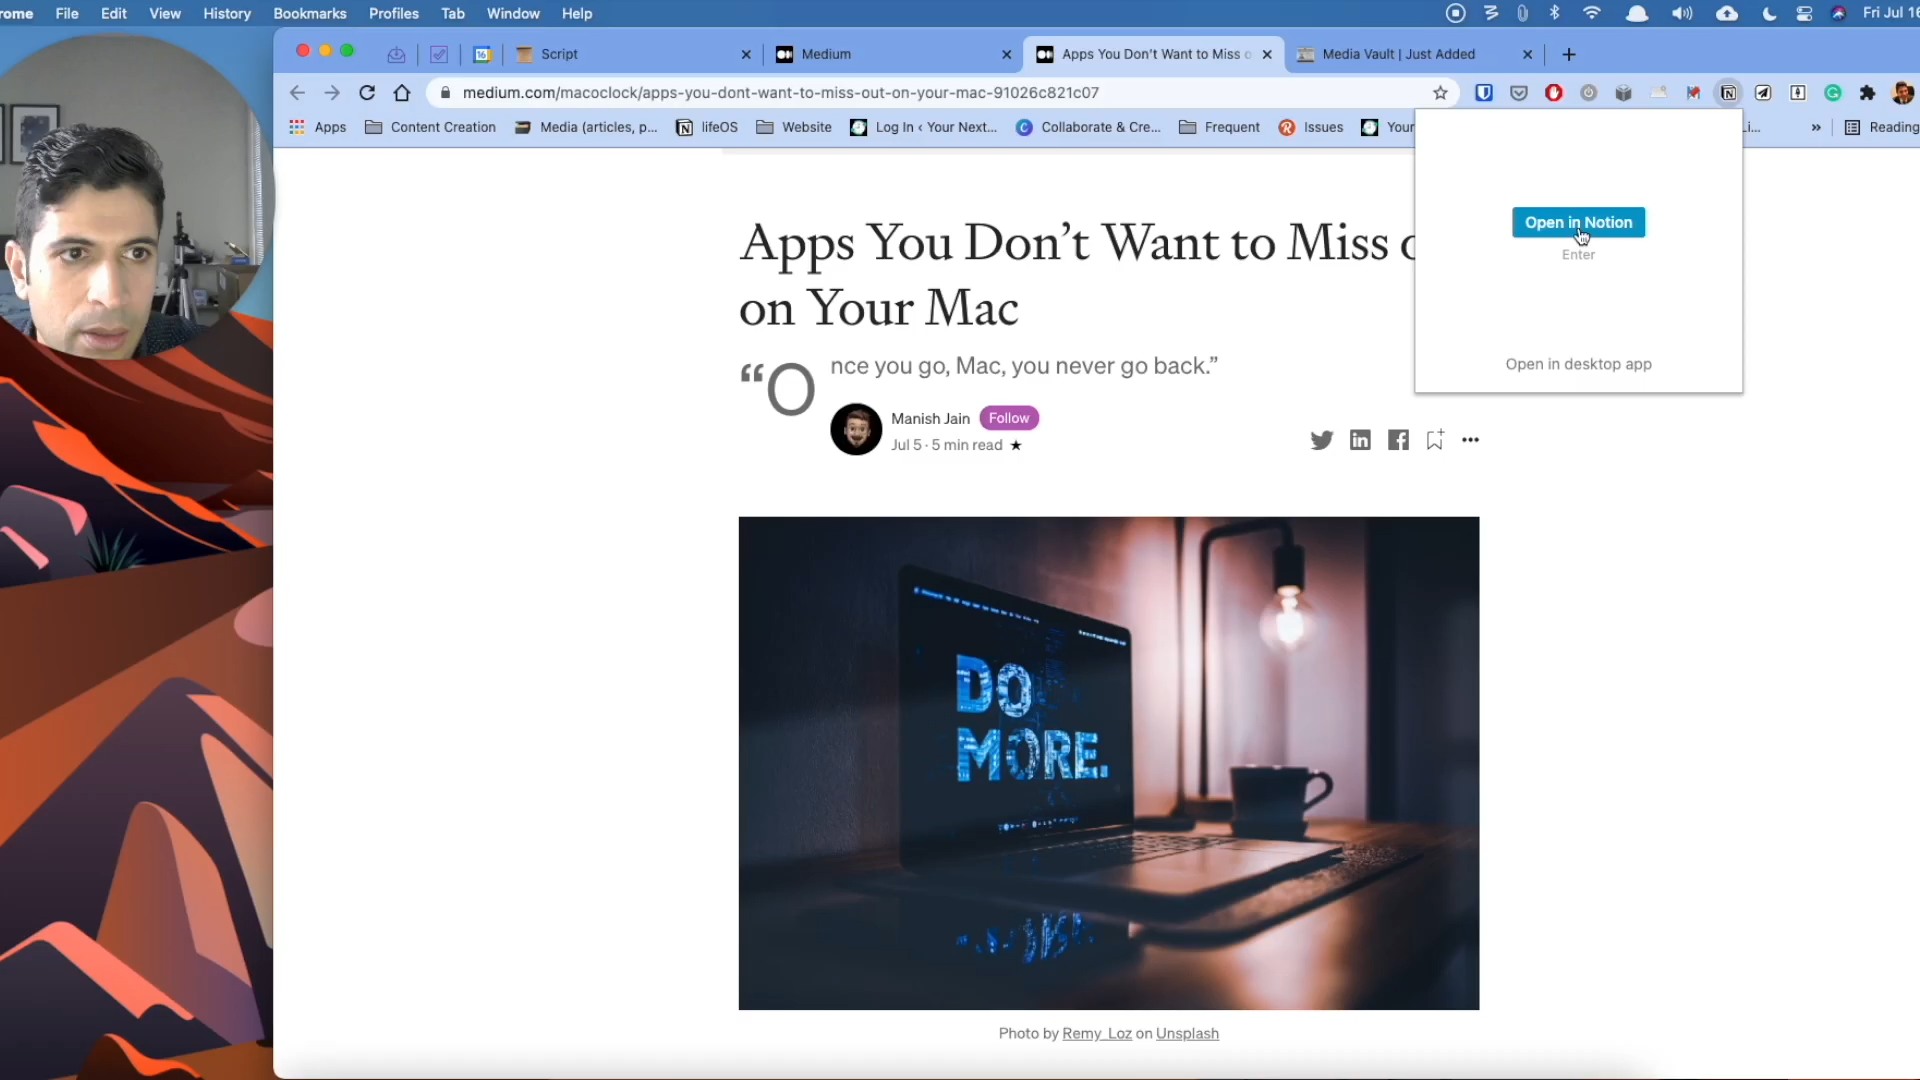 rome File Edit View History Bookmarks Profiles Tab Window Help
Fri Jul 16
16 Script Medium Apps You Don't Want to Miss o Media Vault | Just Added
medium.com/macoclock/apps-you-dont-want-to-miss-out-on-your-mac-91026c821c07
Apps Content Creation Media (articles, p... lifeOS Website Log In ‹ Your Next... Collaborate & Cre... Frequent Issues Your Li... » Reading
Open in Notion
Enter
Open in desktop app
Apps You Don’t Want to Miss o
on Your Mac
“Once you go, Mac, you never go back.”
Manish Jain Follow
Jul 5 · 5 min read ★
DO
MORE.
Photo by Remy_Loz on Unsplash